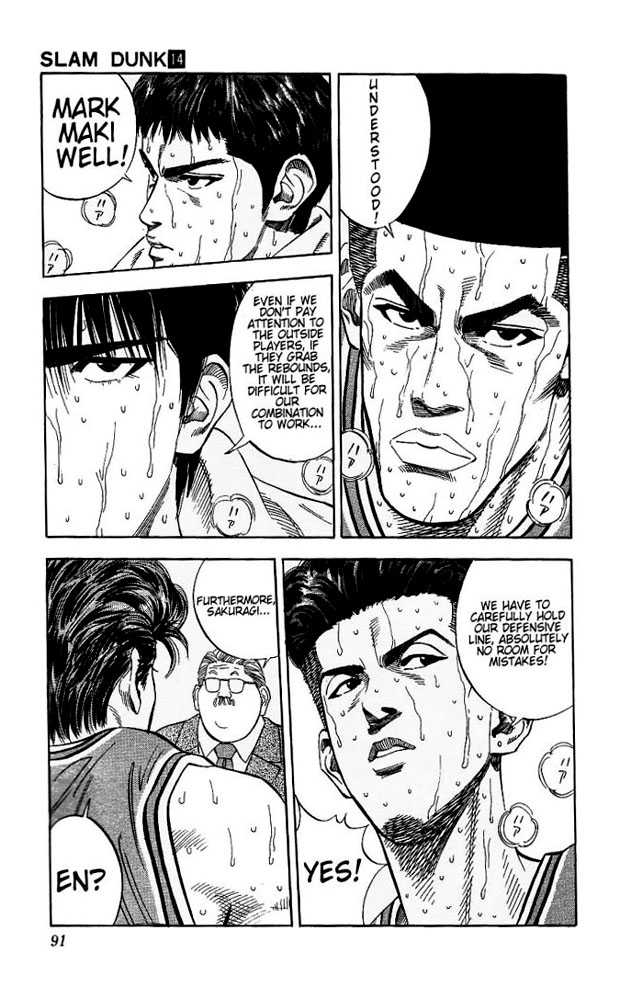 SLAM DUNK 14
MARK
MAKI
WELL!
UNDERSTOOD!
EVEN IF WE
DON'T PAY
ATTENTION TO
THE OUTSIDE
PLAYERS, IF
THEY GRAB
THE REBOUNDS,
IT WILL BE
DIFFICULT FOR
OUR
COMBINATION
TO WORK...
FURTHERMORE,
SAKURAGI...
EN?
WE HAVE TO
CAREFULLY HOLD
OUR DEFENSIVE
LINE, ABSOLUTELY
NO ROOM FOR
MISTAKES!
YES!
91